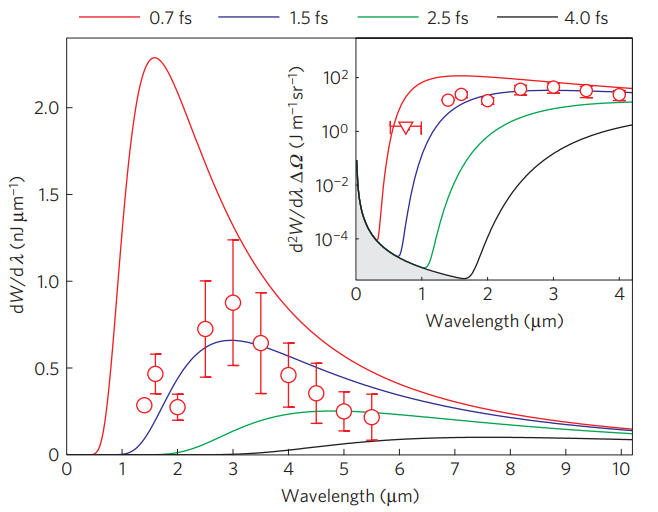 0.7 fs 1.5 fs 2.5 fs 4.0 fs
dW/dλ (nJ μm⁻¹)
2.0
1.5
1.0
0.5
0
0 1 2 3 4 5 6 7 8 9 10
Wavelength (μm)
d²W/dλ ΔΩ (J m⁻¹ sr⁻¹)
10²
10⁰
10⁻²
10⁻⁴
0 1 2 3 4
Wavelength (μm)